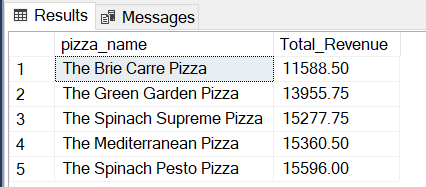 Results Messages
pizza_name Total_Revenue
1 The Brie Carre Pizza 11588.50
2 The Green Garden Pizza 13955.75
3 The Spinach Supreme Pizza 15277.75
4 The Mediterranean Pizza 15360.50
5 The Spinach Pesto Pizza 15596.00